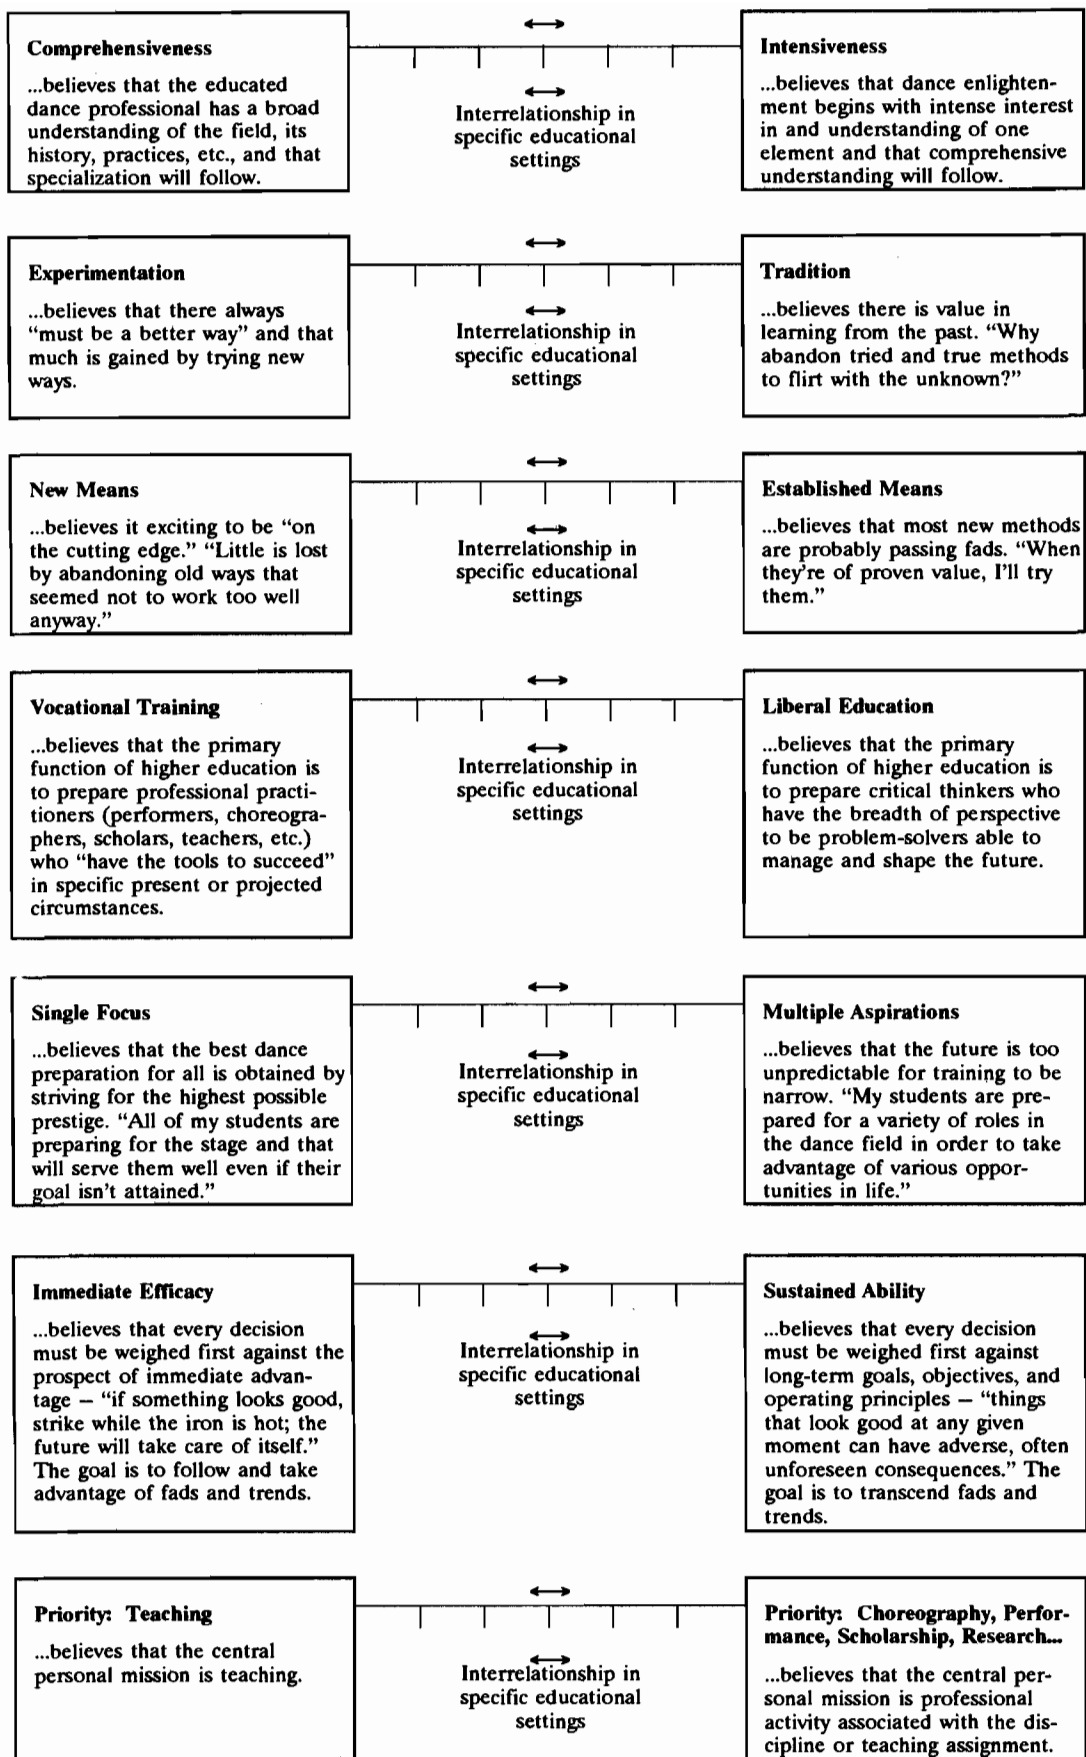 Comprehensiveness
...believes that the educated
dance professional has a broad
understanding of the field, its
history, practices, etc., and that
specialization will follow.
Interrelationship in
specific educational
settings
Intensiveness
...believes that dance enlighten-
ment begins with intense interest
in and understanding of one
element and that comprehensive
understanding will follow.
Experimentation
...believes that there always
“must be a better way” and that
much is gained by trying new
ways.
Interrelationship in
specific educational
settings
Tradition
...believes there is value in
learning from the past. “Why
abandon tried and true methods
to flirt with the unknown?”
New Means
...believes it exciting to be “on
the cutting edge.” “Little is lost
by abandoning old ways that
seemed not to work too well
anyway.”
Interrelationship in
specific educational
settings
Established Means
...believes that most new methods
are probably passing fads. “When
they’re of proven value, I’ll try
them.”
Vocational Training
...believes that the primary
function of higher education is
to prepare professional practi-
tioners (performers, choreogra-
phers, scholars, teachers, etc.)
who “have the tools to succeed”
in specific present or projected
circumstances.
Interrelationship in
specific educational
settings
Liberal Education
...believes that the primary
function of higher education is
to prepare critical thinkers who
have the breadth of perspective
to be problem-solvers able to
manage and shape the future.
Single Focus
...believes that the best dance
preparation for all is obtained by
striving for the highest possible
prestige. “All of my students are
preparing for the stage and that
will serve them well even if their
goal isn’t attained.”
Interrelationship in
specific educational
settings
Multiple Aspirations
...believes that the future is too
unpredictable for training to be
narrow. “My students are pre-
pared for a variety of roles in
the dance field in order to take
advantage of various oppor-
tunities in life.”
Immediate Efficacy
...believes that every decision
must be weighed first against the
prospect of immediate advan-
tage — “if something looks good,
strike while the iron is hot; the
future will take care of itself.”
The goal is to follow and take
advantage of fads and trends.
Interrelationship in
specific educational
settings
Sustained Ability
...believes that every decision
must be weighed first against
long-term goals, objectives, and
operating principles — “things
that look good at any given
moment can have adverse, often
unforeseen consequences.” The
goal is to transcend fads and
trends.
Priority: Teaching
...believes that the central
personal mission is teaching.
Interrelationship in
specific educational
settings
Priority: Choreography, Perfor-
mance, Scholarship, Research...
...believes that the central per-
sonal mission is professional
activity associated with the dis-
cipline or teaching assignment.